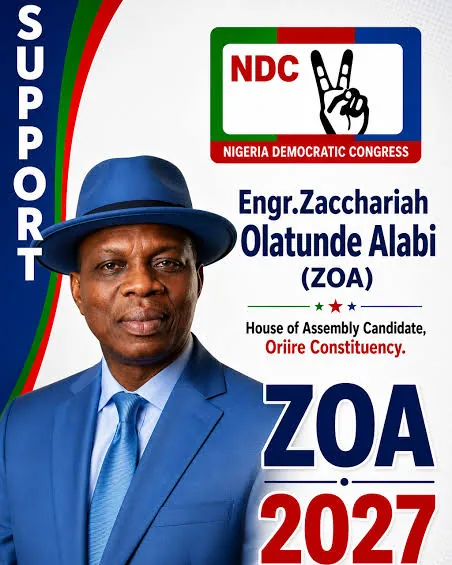 SUPPORT
NDC
NIGERIA DEMOCRATIC CONGRESS
Engr.Zacchariah
Olatunde Alabi
(ZOA)
House of Assembly Candidate,
Oriire Constituency.
ZOA
2027